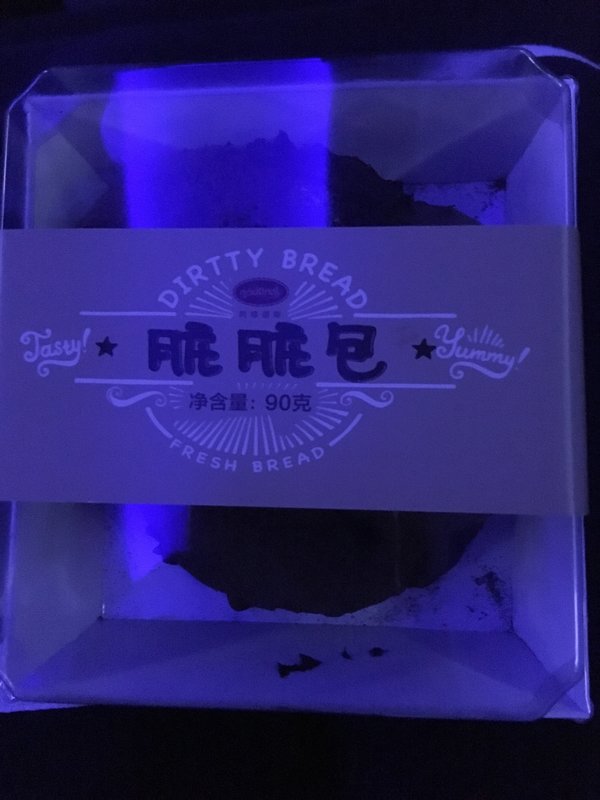 DIRTTY BREAD
Tasty!
脏脏包
Yummy!
净含量：90克
FRESH BREAD